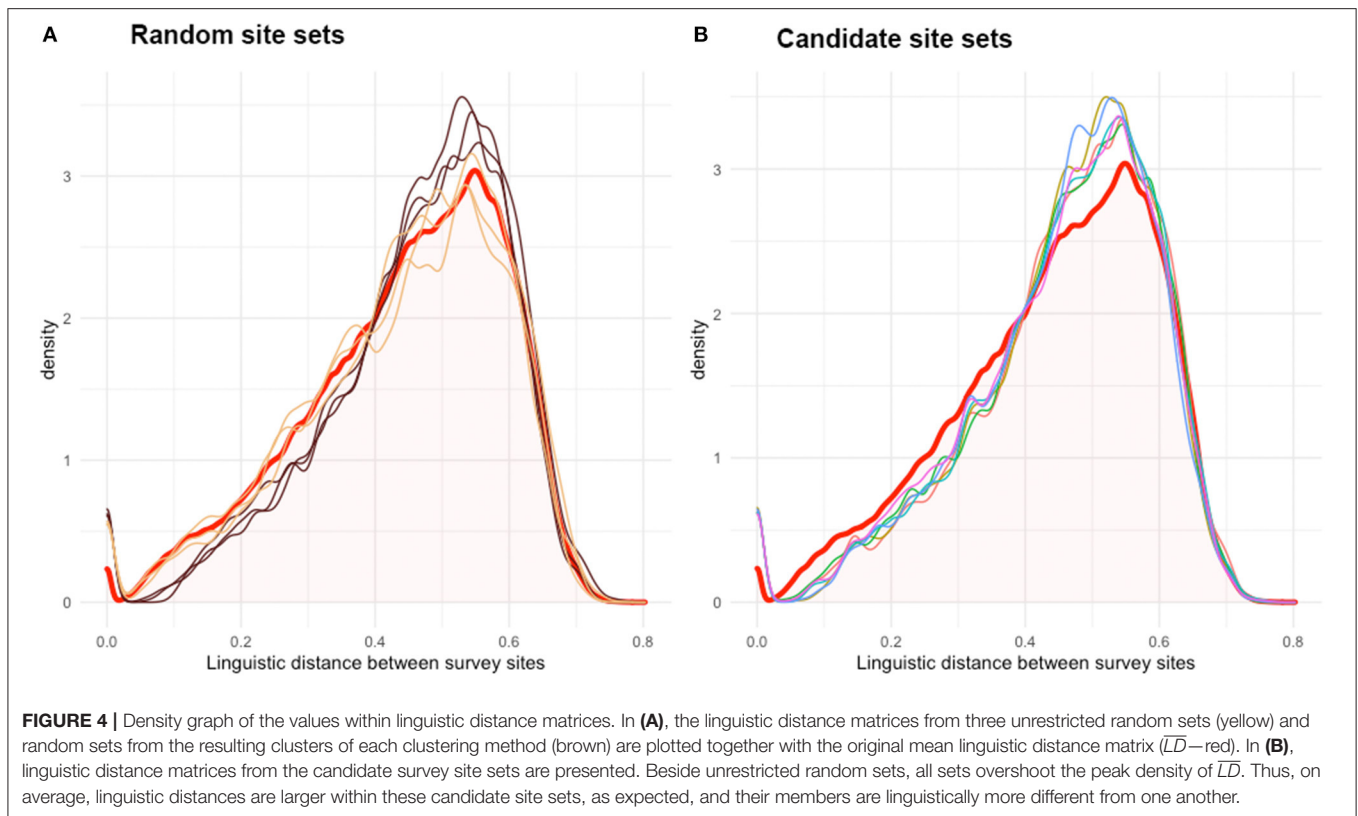 A Random site sets
B Candidate site sets
density
3
2
1
0
0.0 0.2 0.4 0.6 0.8
Linguistic distance between survey sites
density
3
2
1
0
0.0 0.2 0.4 0.6 0.8
Linguistic distance between survey sites
FIGURE 4 | Density graph of the values within linguistic distance matrices. In (A), the linguistic distance matrices from three unrestricted random sets (yellow) and
random sets from the resulting clusters of each clustering method (brown) are plotted together with the original mean linguistic distance matrix (L̅D̅—red). In (B),
linguistic distance matrices from the candidate survey site sets are presented. Beside unrestricted random sets, all sets overshoot the peak density of L̅D̅. Thus, on
average, linguistic distances are larger within these candidate site sets, as expected, and their members are linguistically more different from one another.